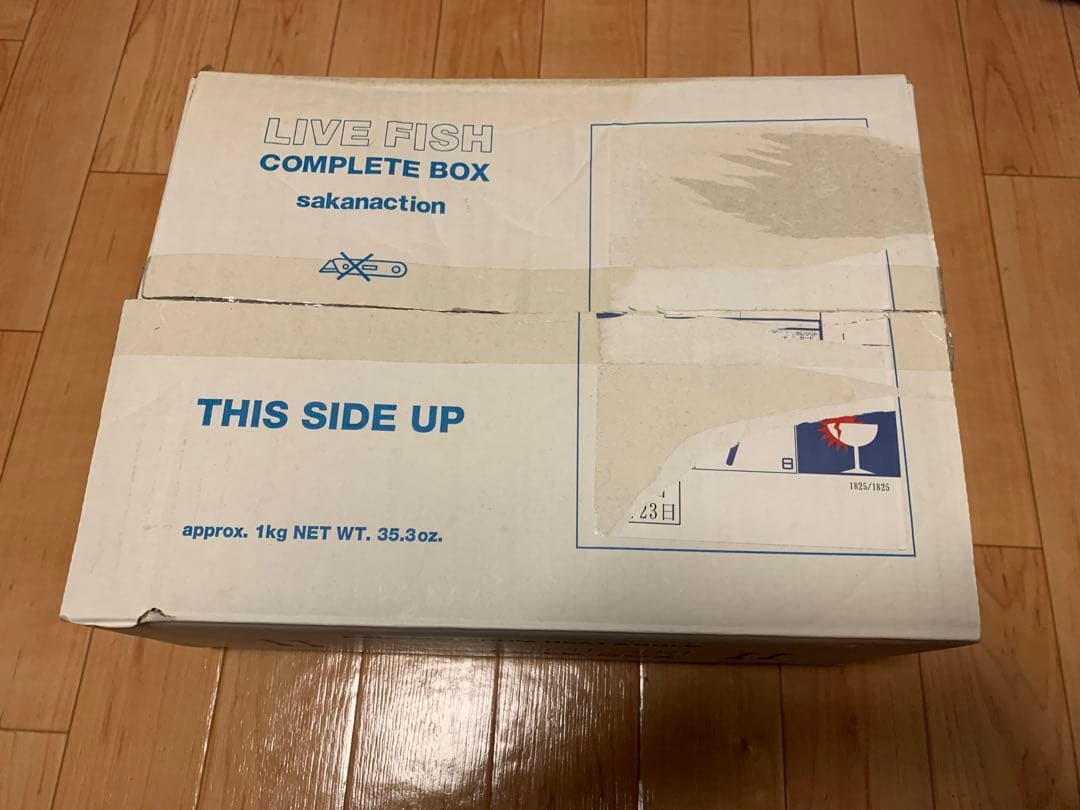 LIVE FISH
COMPLETE BOX
sakanaction
THIS SIDE UP
approx. 1kg NET WT. 35.3oz.
1
日
1825/1825
23日